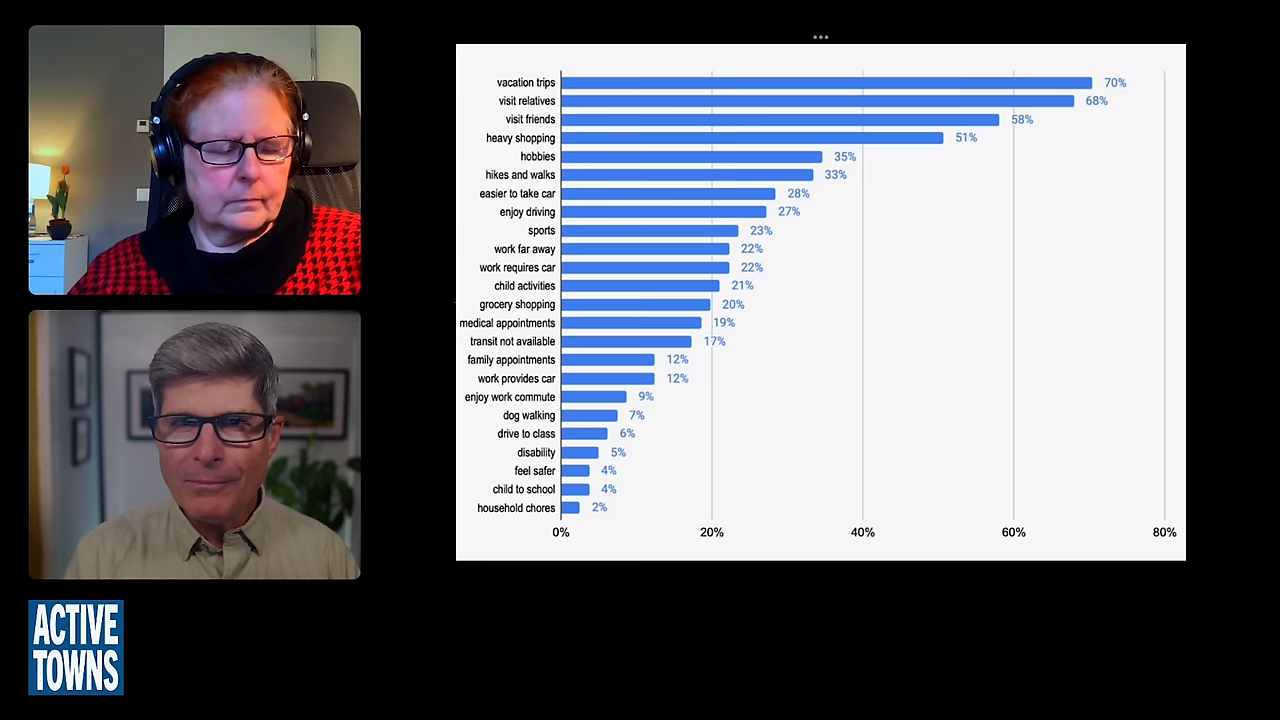 •••
vacation trips 70%
visit relatives 68%
visit friends 58%
heavy shopping 51%
hobbies 35%
hikes and walks 33%
easier to take car 28%
enjoy driving 27%
sports 23%
work far away 22%
work requires car 22%
child activities 21%
grocery shopping 20%
medical appointments 19%
transit not available 17%
family appointments 12%
work provides car 12%
enjoy work commute 9%
dog walking 7%
drive to class 6%
disability 5%
feel safer 4%
child to school 4%
household chores 2%
0% 20% 40% 60% 80%
ACTIVE
TOWNS